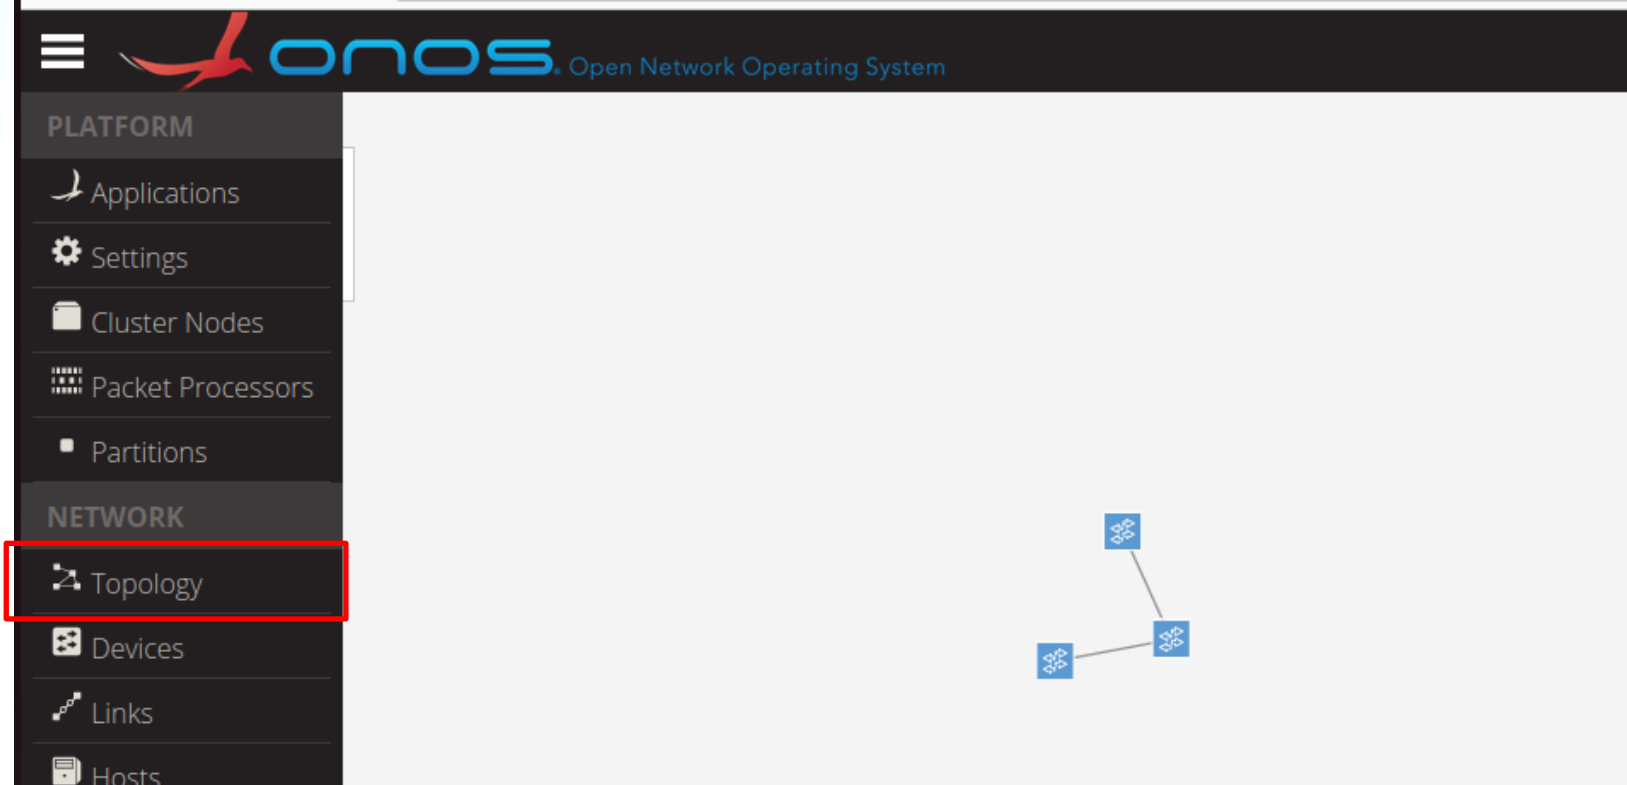 onos. Open Network Operating System
PLATFORM
Applications
Settings
Cluster Nodes
Packet Processors
Partitions
NETWORK
Topology
Devices
Links
Hosts